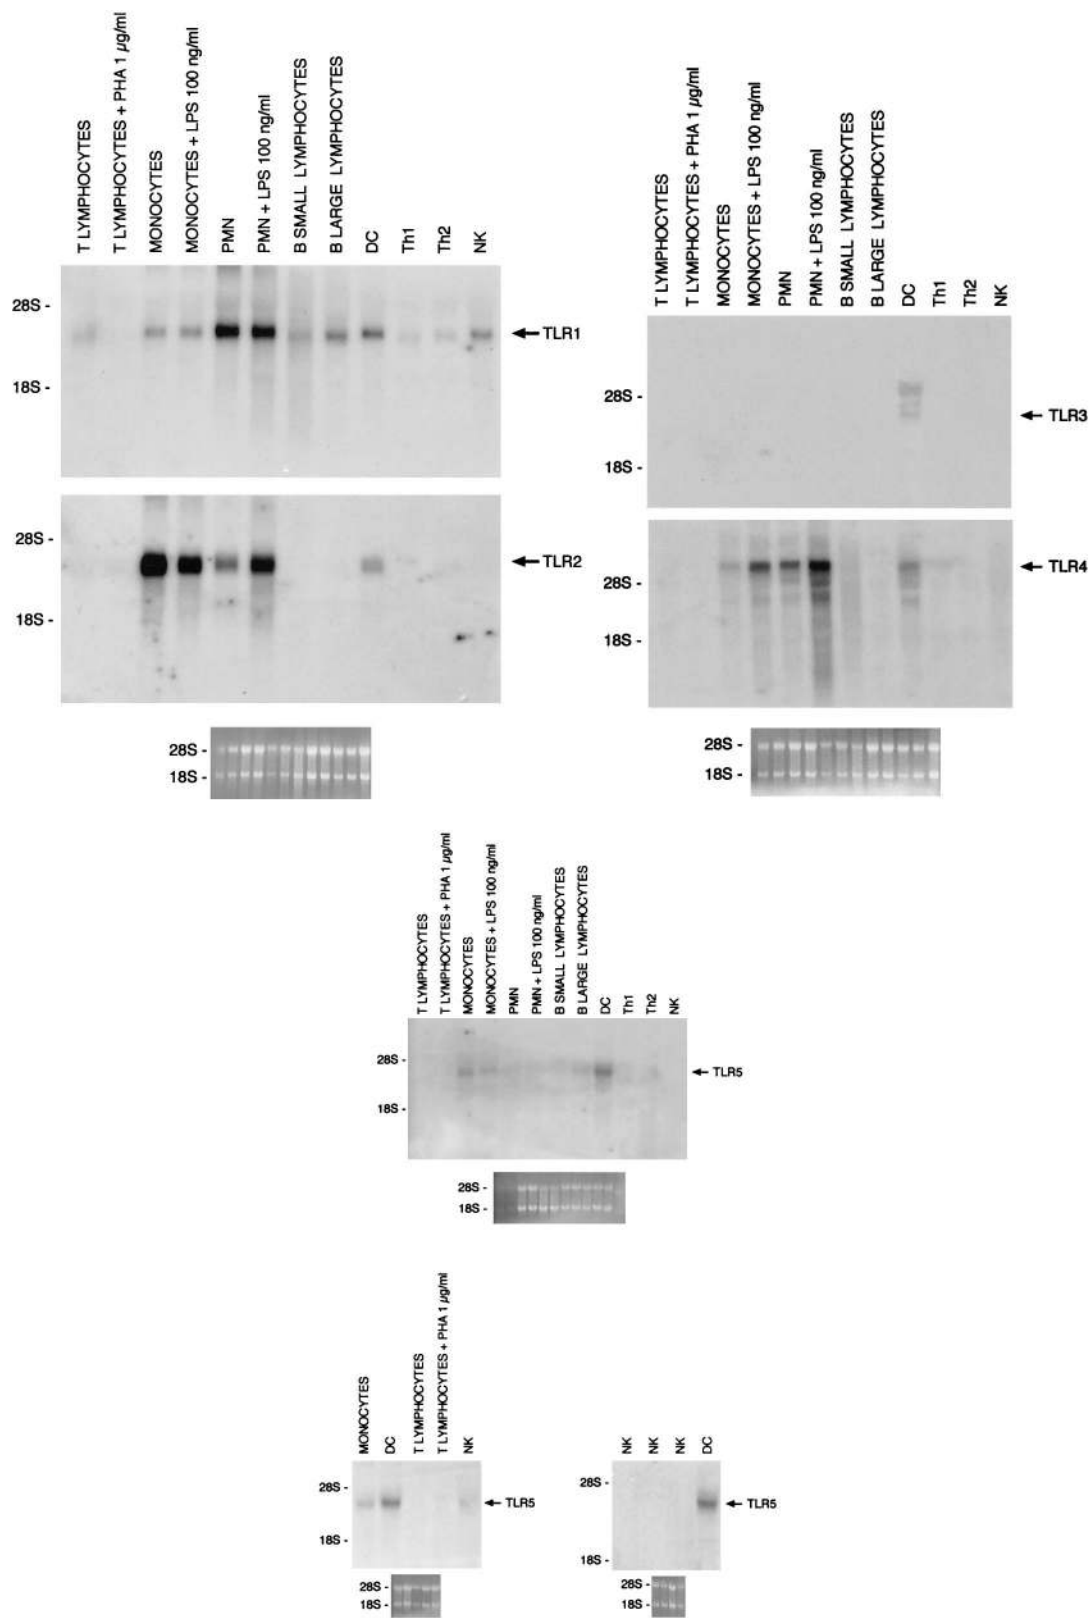 T LYMPHOCYTES
T LYMPHOCYTES + PHA 1 µg/ml
MONOCYTES
MONOCYTES + LPS 100 ng/ml
PMN
PMN + LPS 100 ng/ml
B SMALL LYMPHOCYTES
B LARGE LYMPHOCYTES
DC
Th1
Th2
NK
28S -
18S -
TLR1
28S -
18S -
TLR2
28S -
18S -
T LYMPHOCYTES
T LYMPHOCYTES + PHA 1 µg/ml
MONOCYTES
MONOCYTES + LPS 100 ng/ml
PMN
PMN + LPS 100 ng/ml
B SMALL LYMPHOCYTES
B LARGE LYMPHOCYTES
DC
Th1
Th2
NK
28S -
18S -
TLR3
28S -
18S -
TLR4
28S -
18S -
T LYMPHOCYTES
T LYMPHOCYTES + PHA 1 µg/ml
MONOCYTES
MONOCYTES + LPS 100 ng/ml
PMN
PMN + LPS 100 ng/ml
B SMALL LYMPHOCYTES
B LARGE LYMPHOCYTES
DC
Th1
Th2
NK
28S -
18S -
TLR5
28S -
18S -
MONOCYTES
DC
T LYMPHOCYTES
T LYMPHOCYTES + PHA 1 µg/ml
NK
28S -
18S -
TLR5
28S -
18S -
NK
NK
NK
DC
28S -
18S -
TLR5
28S -
18S -